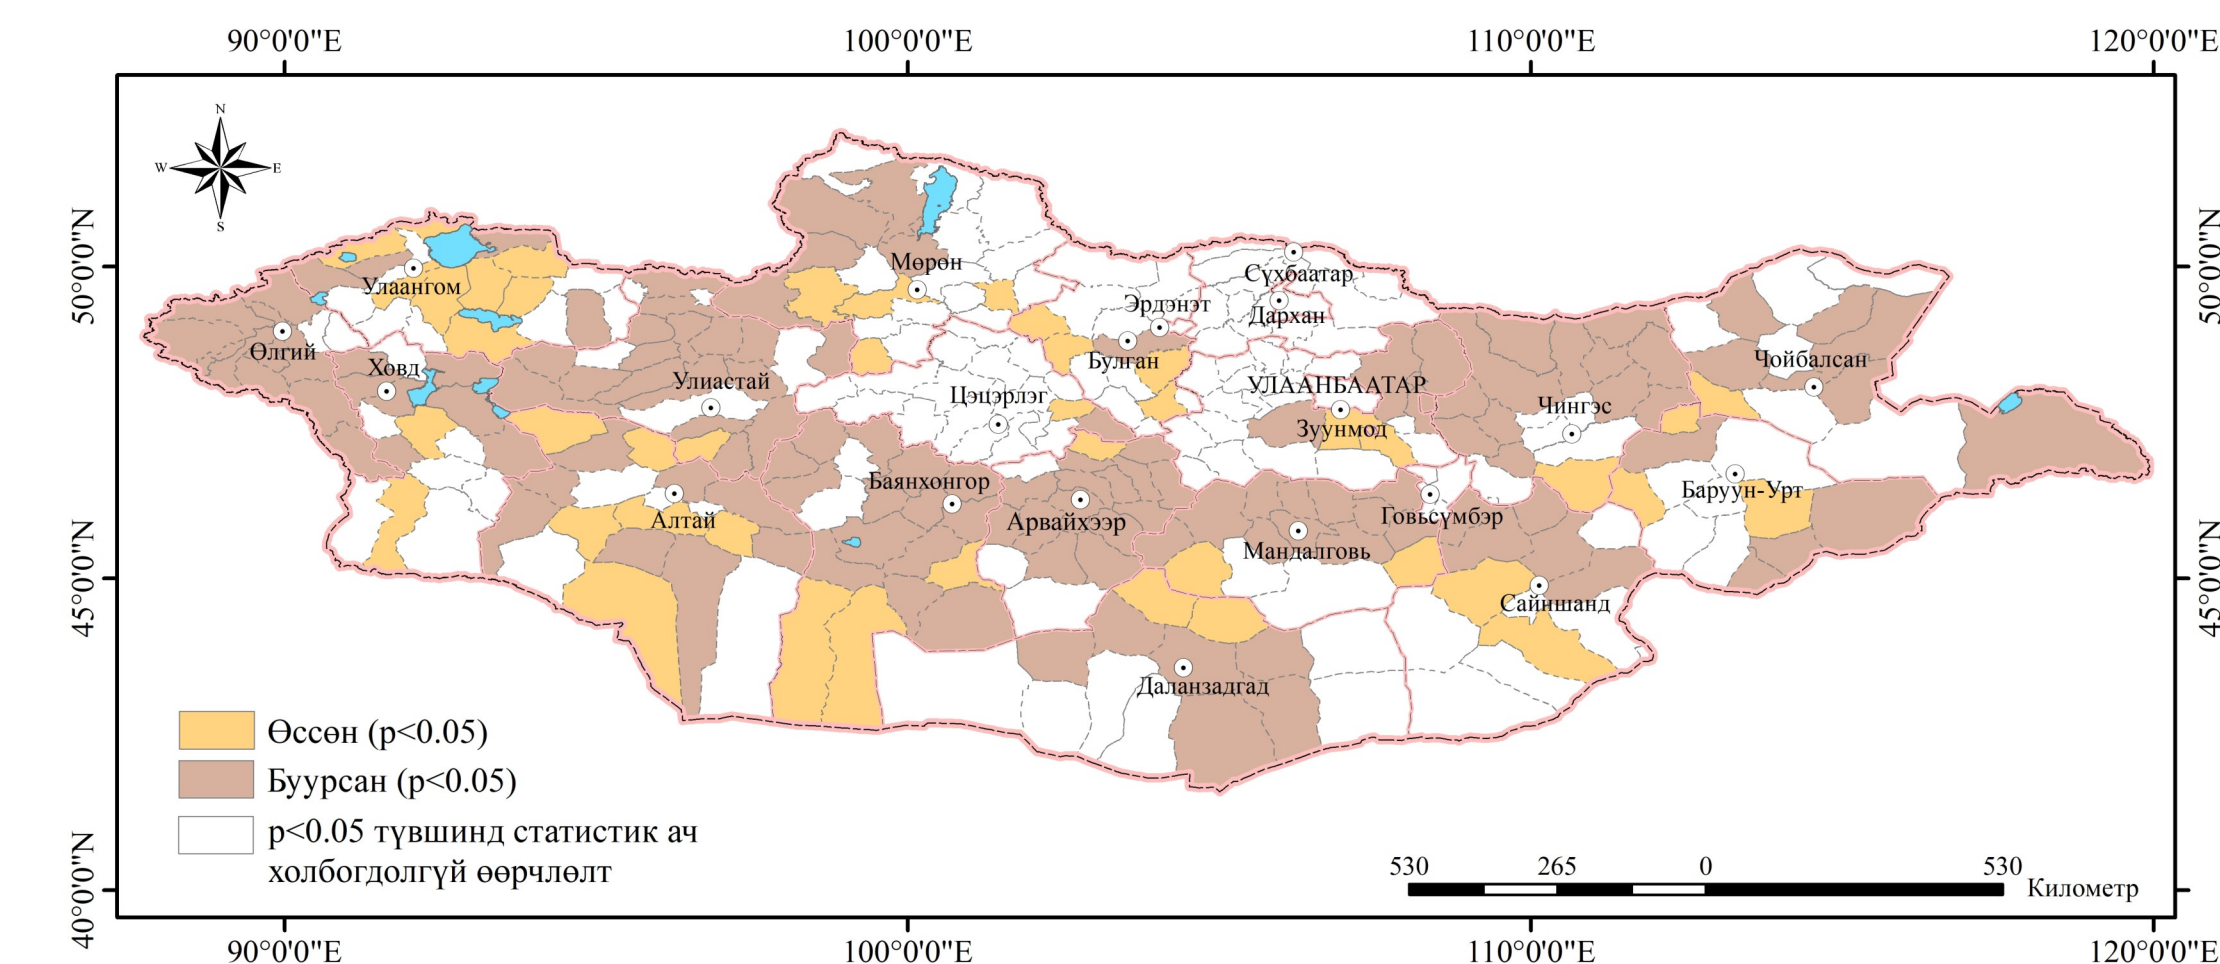 90°0'0"E 100°0'0"E 110°0'0"E 120°0'0"E
N
W E
S
50°0'0"N 50°0'0"N
45°0'0"N 45°0'0"N
40°0'0"N
Мөрөн
Сүхбаатар
Улаангом
Эрдэнэт
Дархан
Өлгий
Булган
Чойбалсан
Ховд
Улиастай
УЛААНБААТАР
Цэцэрлэг
Чингэс
Зуунмод
Баянхонгор
Баруун-Урт
Алтай
Арвайхээр
Говьсүмбэр
Мандалговь
Сайншанд
Даланзадгад
Өссөн (p<0.05)
Буурсан (p<0.05)
p<0.05 түвшинд статистик ач
холбогдолгүй өөрчлөлт
530 265 0 530
Километр
90°0'0"E 100°0'0"E 110°0'0"E 120°0'0"E